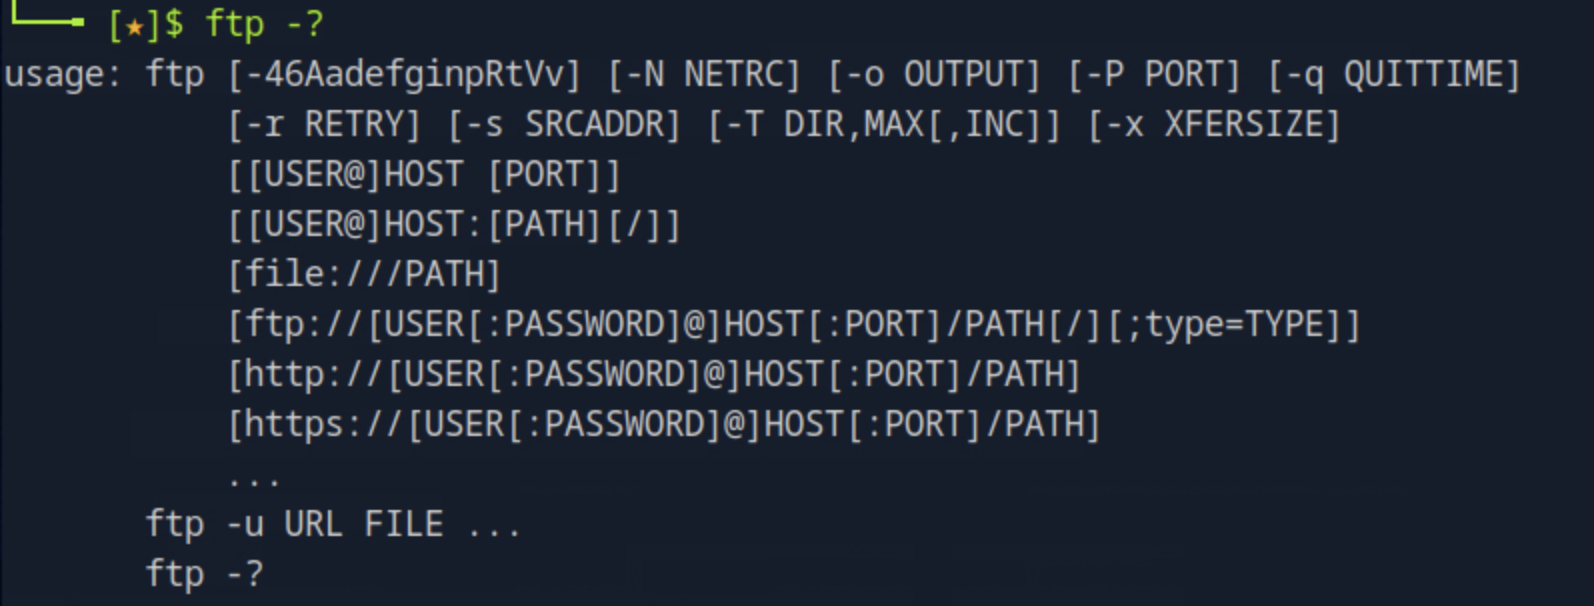 [★]$ ftp -?
usage: ftp [-46AadefginpRtVv] [-N NETRC] [-o OUTPUT] [-P PORT] [-q QUITTIME]
[-r RETRY] [-s SRCADDR] [-T DIR,MAX[,INC]] [-x XFERSIZE]
[[USER@]HOST [PORT]]
[[USER@]HOST:[PATH][/]]
[file:///PATH]
[ftp://[USER[:PASSWORD]@]HOST[:PORT]/PATH[/][;type=TYPE]]
[http://[USER[:PASSWORD]@]HOST[:PORT]/PATH]
[https://[USER[:PASSWORD]@]HOST[:PORT]/PATH]
...
ftp -u URL FILE ...
ftp -?